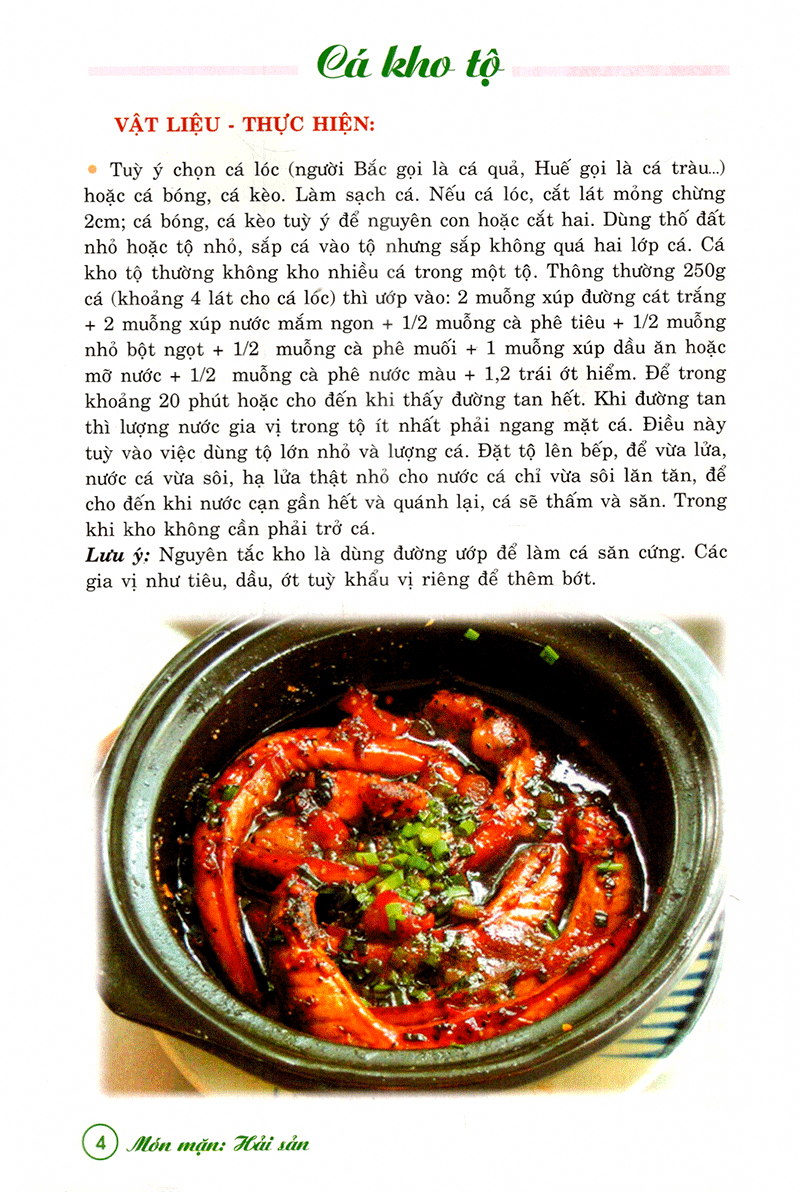 Cá kho tộ
VẬT LIỆU - THỰC HIỆN:
• Tuỳ ý chọn cá lóc (người Bắc gọi là cá quả, Huế gọi là cá tràu...)
hoặc cá bóng, cá kèo. Làm sạch cá. Nếu cá lóc, cắt lát mỏng chừng
2cm; cá bóng, cá kèo tuỳ ý để nguyên con hoặc cắt hai. Dùng thố đất
nhỏ hoặc tộ nhỏ, sắp cá vào tộ nhưng sắp không quá hai lớp cá. Cá
kho tộ thường không kho nhiều cá trong một tộ. Thông thường 250g
cá (khoảng 4 lát cho cá lóc) thì ướp vào: 2 muỗng xúp đường cát trắng
+ 2 muỗng xúp nước mắm ngon + 1/2 muỗng cà phê tiêu + 1/2 muỗng
nhỏ bột ngọt + 1/2 muỗng cà phê muối + 1 muỗng xúp dầu ăn hoặc
mỡ nước + 1/2 muỗng cà phê nước màu + 1,2 trái ớt hiểm. Để trong
khoảng 20 phút hoặc cho đến khi thấy đường tan hết. Khi đường tan
thì lượng nước gia vị trong tộ ít nhất phải ngang mặt cá. Điều này
tuỳ vào việc dùng tộ lớn nhỏ và lượng cá. Đặt tộ lên bếp, để vừa lửa,
nước cá vừa sôi, hạ lửa thật nhỏ cho nước cá chỉ vừa sôi lăn tăn, để
cho đến khi nước cạn gần hết và quánh lại, cá sẽ thấm và săn. Trong
khi kho không cần phải trở cá.
Lưu ý: Nguyên tắc kho là dùng đường ướp để làm cá săn cứng. Các
gia vị như tiêu, dầu, ớt tuỳ khẩu vị riêng để thêm bớt.
4 Món mặn: Hải sản